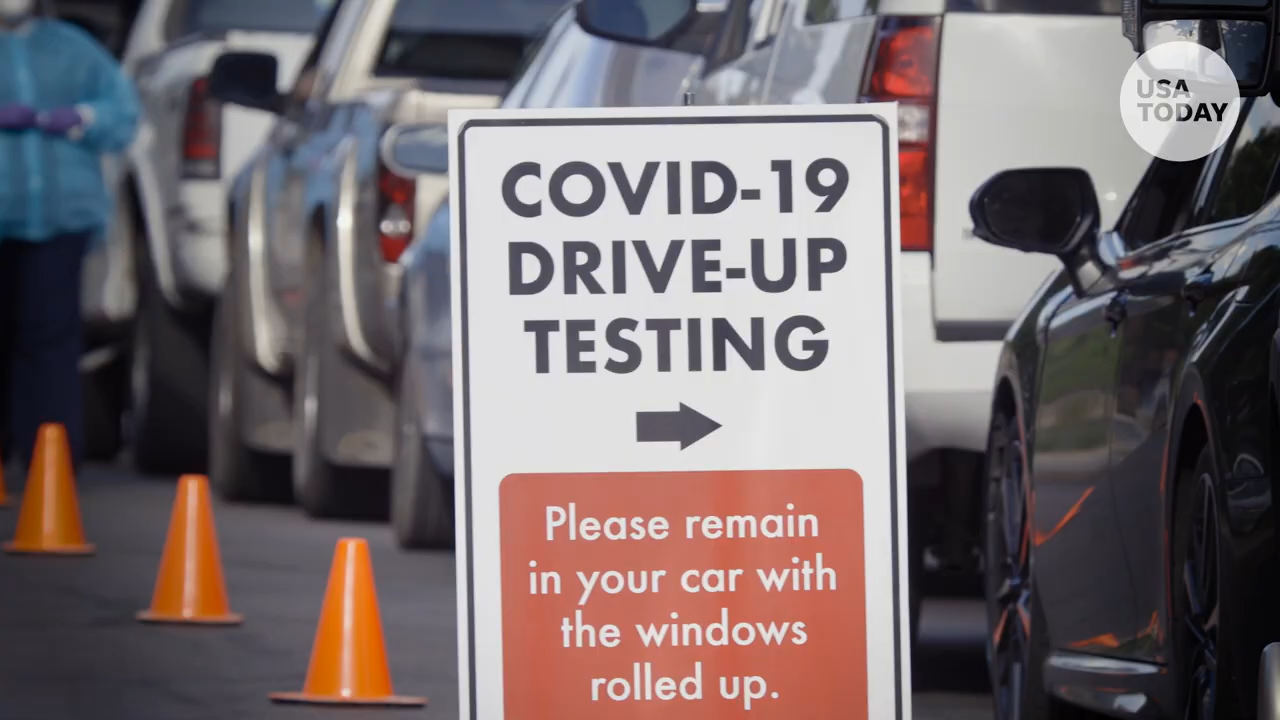 USA
TODAY
COVID-19
DRIVE-UP
TESTING
Please remain
in your car with
the windows
rolled up.